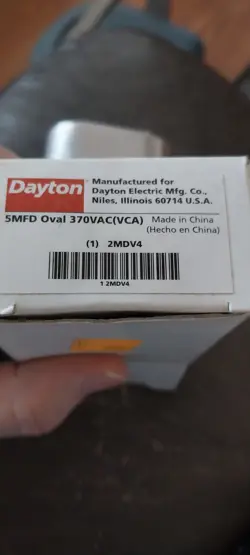 Dayton
Manufactured for
Dayton Electric Mfg. Co.,
Niles, Illinois 60714 U.S.A.
5MFD Oval 370VAC(VCA) Made in China
(Hecho en China)
(1) 2MDV4
1 2MDV4